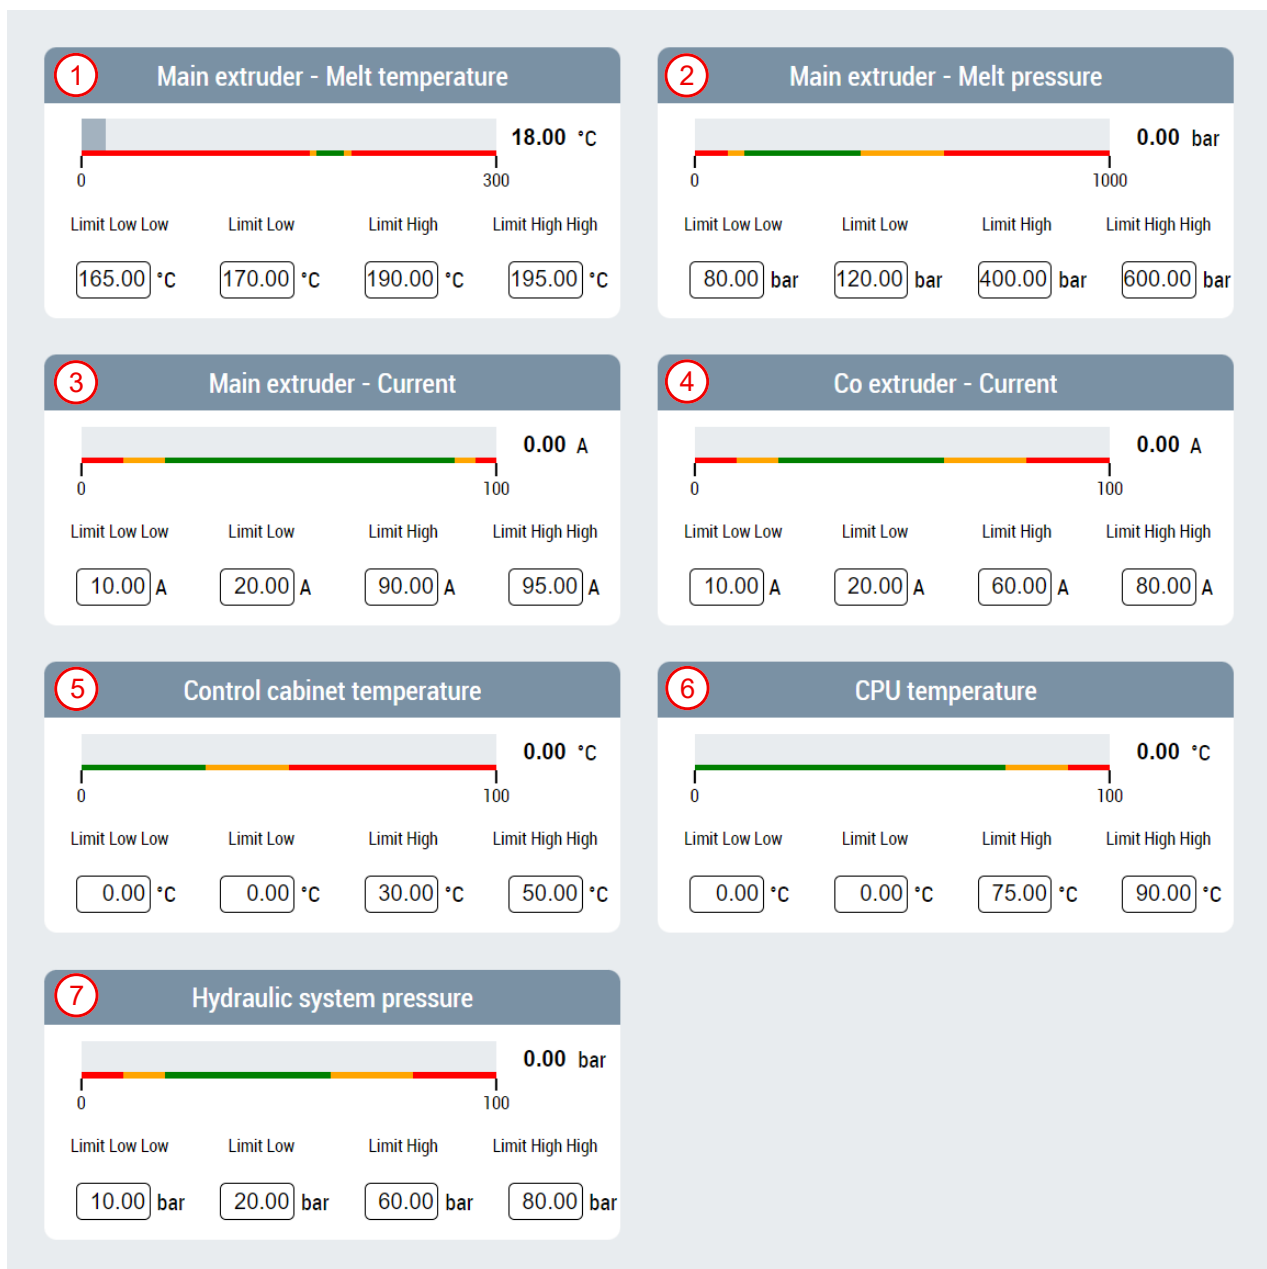 1 Main extruder - Melt temperature
18.00 °C
0 300
Limit Low Low Limit Low Limit High Limit High High
165.00 °C 170.00 °C 190.00 °C 195.00 °C
2 Main extruder - Melt pressure
0.00 bar
0 1000
Limit Low Low Limit Low Limit High Limit High High
80.00 bar 120.00 bar 400.00 bar 600.00 bar
3 Main extruder - Current
0.00 A
0 100
Limit Low Low Limit Low Limit High Limit High High
10.00 A 20.00 A 90.00 A 95.00 A
4 Co extruder - Current
0.00 A
0 100
Limit Low Low Limit Low Limit High Limit High High
10.00 A 20.00 A 60.00 A 80.00 A
5 Control cabinet temperature
0.00 °C
0 100
Limit Low Low Limit Low Limit High Limit High High
0.00 °C 0.00 °C 30.00 °C 50.00 °C
6 CPU temperature
0.00 °C
0 100
Limit Low Low Limit Low Limit High Limit High High
0.00 °C 0.00 °C 75.00 °C 90.00 °C
7 Hydraulic system pressure
0.00 bar
0 100
Limit Low Low Limit Low Limit High Limit High High
10.00 bar 20.00 bar 60.00 bar 80.00 bar